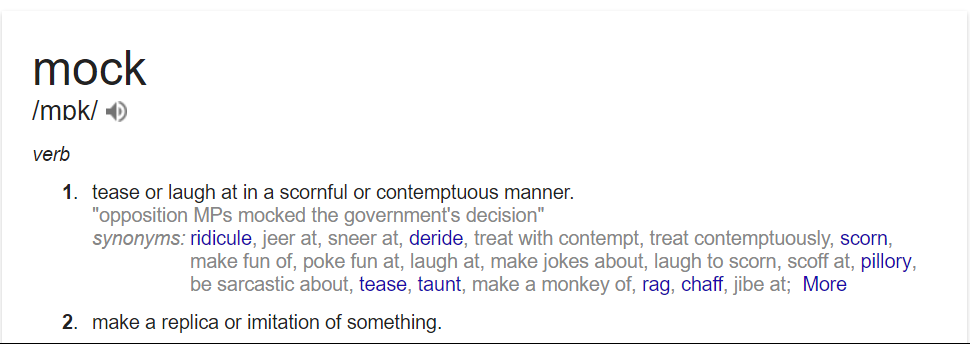 mock
/mɒk/
verb
1. tease or laugh at in a scornful or contemptuous manner.
"opposition MPs mocked the government's decision"
synonyms: ridicule, jeer at, sneer at, deride, treat with contempt, treat contemptuously, scorn,
make fun of, poke fun at, laugh at, make jokes about, laugh to scorn, scoff at, pillory,
be sarcastic about, tease, taunt, make a monkey of, rag, chaff, jibe at; More
2. make a replica or imitation of something.